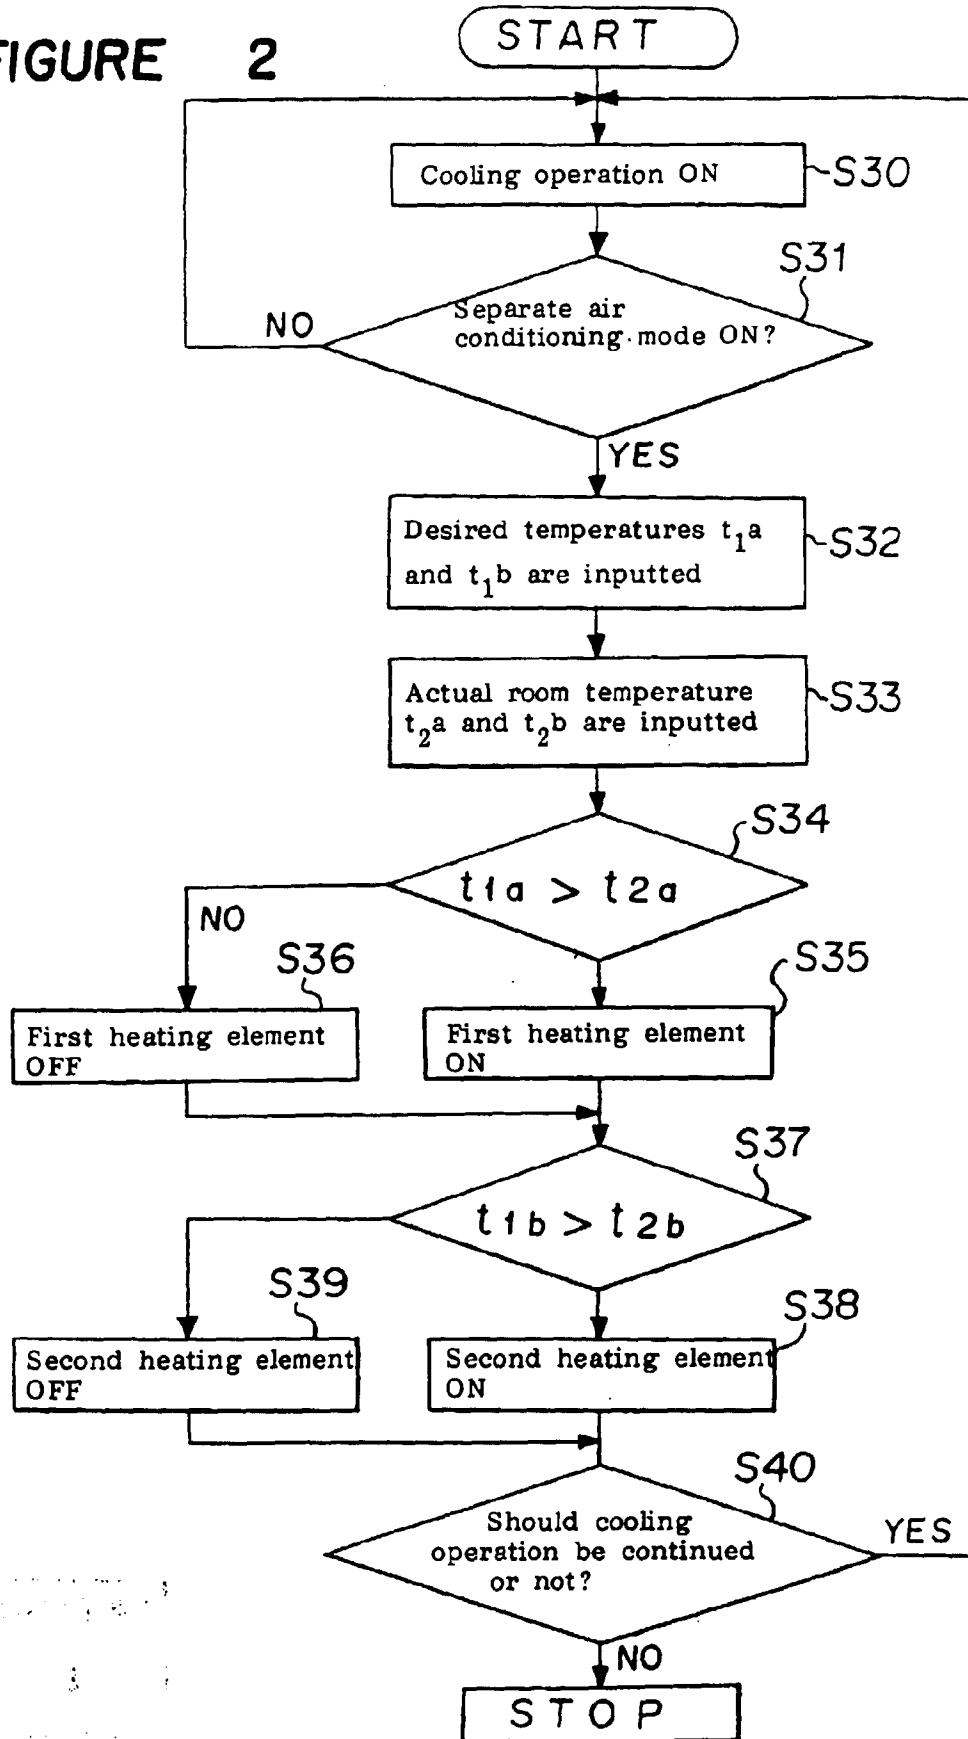 FIGURE 2
START
Cooling operation ON
S30
S31
Separate air
conditioning mode ON?
NO
YES
Desired temperatures t₁a
and t₁b are inputted
S32
Actual room temperature
t₂a and t₂b are inputted
S33
S34
t1a > t2a
NO
S36
S35
First heating element
OFF
First heating element
ON
S37
t1b > t2b
S39
S38
Second heating element
OFF
Second heating element
ON
S40
Should cooling
operation be continued
or not?
YES
NO
STOP